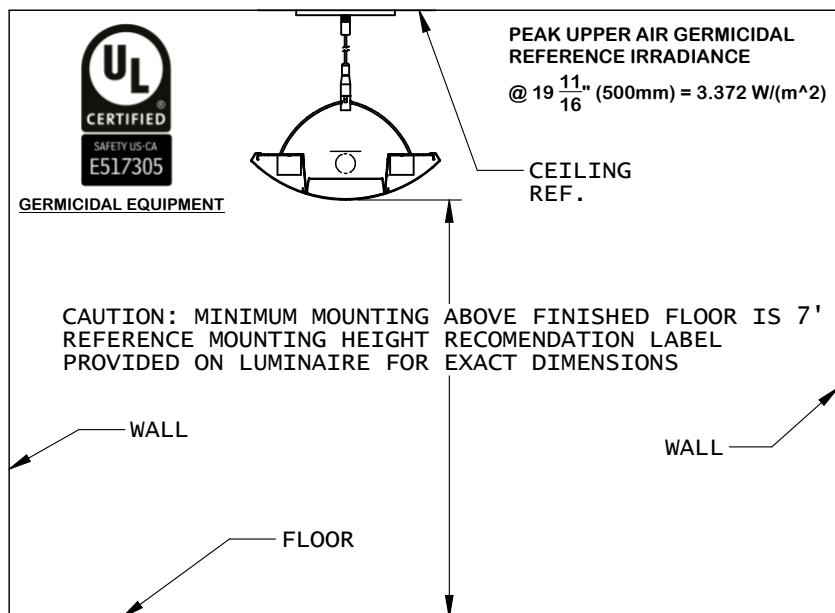 UL
®
CERTIFIED
SAFETY US-CA
E517305
GERMICIDAL EQUIPMENT
PEAK UPPER AIR GERMICIDAL
REFERENCE IRRADIANCE
@ 19 11/16" (500mm) = 3.372 W/(m^2)
CEILING
REF.
CAUTION: MINIMUM MOUNTING ABOVE FINISHED FLOOR IS 7'
REFERENCE MOUNTING HEIGHT RECOMENDATION LABEL
PROVIDED ON LUMINAIRE FOR EXACT DIMENSIONS
WALL
WALL
FLOOR